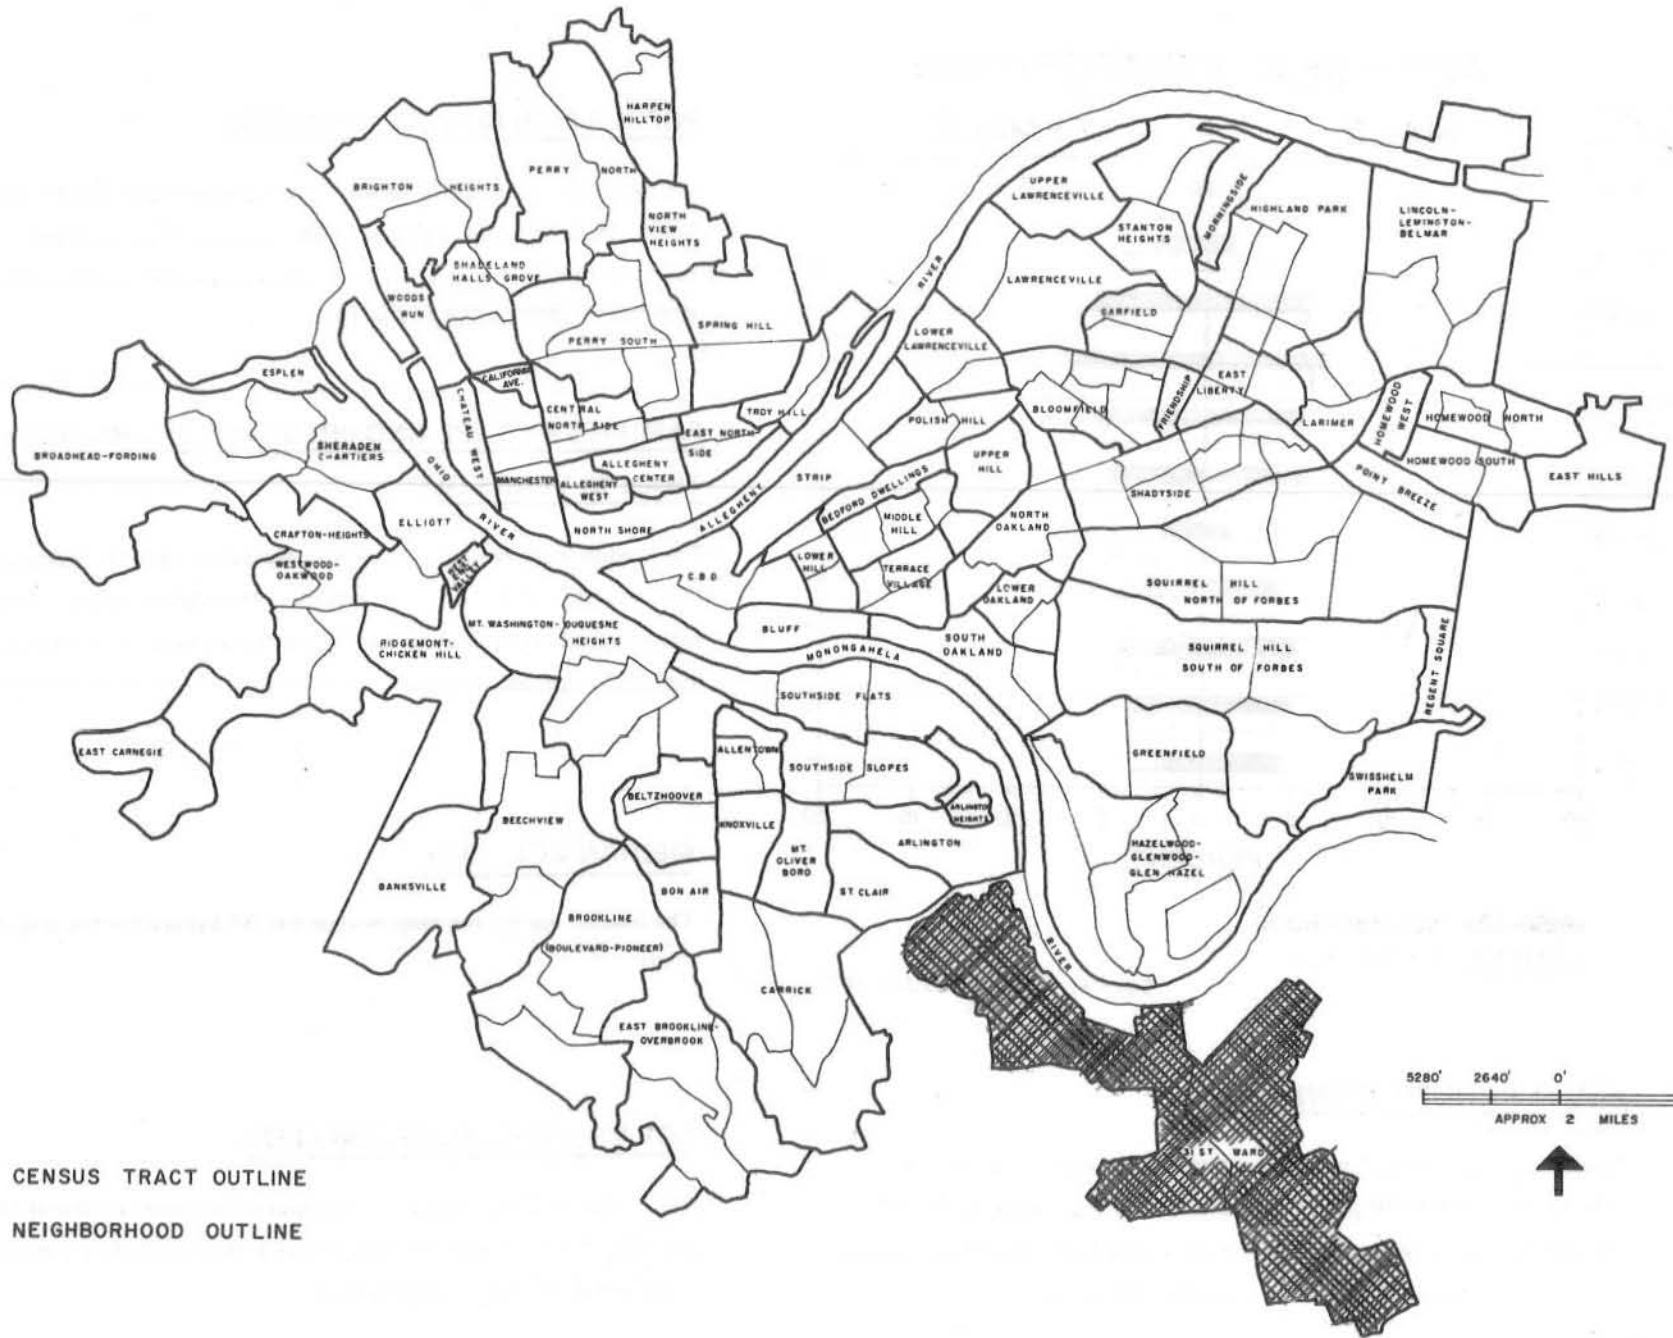 HARPEN
HILLTOP
PERRY NORTH
BRIGHTON HEIGHTS
NORTH
VIEW
HEIGHTS
SHADELAND
HALLS GROVE
WOODS
RUN
SPRING HILL
PERRY SOUTH
CALIFORNIA
AVE.
CHATEAU WEST
CENTRAL
NORTH SIDE
TROY HILL
EAST NORTH
SIDE
ALLEGHENY
CENTER
MANCHESTER
ALLEGHENY
WEST
NORTH SHORE
OHIO RIVER
ALLEGHENY RIVER
ESPLEN
BROADHEAD-FORDING
SHERADEN
CHARTIERS
CRAFTON-HEIGHTS
ELLIOTT
WESTWOOD-
OAKWOOD
WEST
END
VALLEY
RIDGEMONT-
CHICKEN HILL
MT. WASHINGTON-DUQUESNE
HEIGHTS
EAST CARNEGIE
UPPER
LAWRENCEVILLE
MORNINGSIDE
STANTON
HEIGHTS
HIGHLAND PARK
LINCOLN-
LEMINGTON-
BELMAR
LAWRENCEVILLE
GARFIELD
LOWER
LAWRENCEVILLE
EAST
LIBERTY
FRIENDSHIP
BLOOMFIELD
LARIMER
HOMEWOOD
WEST
HOMEWOOD NORTH
HOMEWOOD SOUTH
EAST HILLS
POINT BREEZE
POLISH HILL
UPPER
HILL
STRIP
BEDFORD DWELLINGS
MIDDLE
HILL
SHADYSIDE
NORTH
OAKLAND
LOWER
HILL
TERRACE
VILLAGE
C.B.D
LOWER
OAKLAND
SQUIRREL HILL
NORTH OF FORBES
BLUFF
SOUTH
OAKLAND
MONONGAHELA
RIVER
SQUIRREL HILL
SOUTH OF FORBES
REGENT SQUARE
SOUTHSIDE FLATS
ALLENTOWN
SOUTHSIDE SLOPES
GREENFIELD
SWISSHELM
PARK
BELTZHOOVER
ARLINGTON
HEIGHTS
BEECHVIEW
KNOXVILLE
ARLINGTON
MT.
OLIVER
BORO
HAZELWOOD-
GLENWOOD-
GLEN HAZEL
BANKSVILLE
BON AIR
ST CLAIR
BROOKLINE
(BOULEVARD-PIONEER)
CARRICK
EAST BROOKLINE-
OVERBROOK
31ST WARD
5280' 2640' 0'
APPROX 2 MILES
CENSUS TRACT OUTLINE
NEIGHBORHOOD OUTLINE